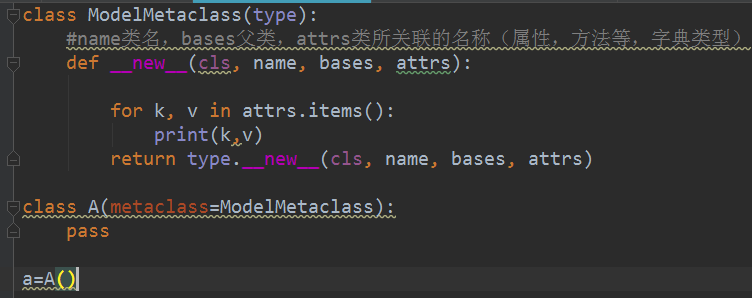 class ModelMetaclass(type):
    #name类名，bases父类，attrs类所关联的名称（属性，方法等，字典类型）
    def __new__(cls, name, bases, attrs):
        for k, v in attrs.items():
            print(k,v)
        return type.__new__(cls, name, bases, attrs)
class A(metaclass=ModelMetaclass):
    pass
a=A()